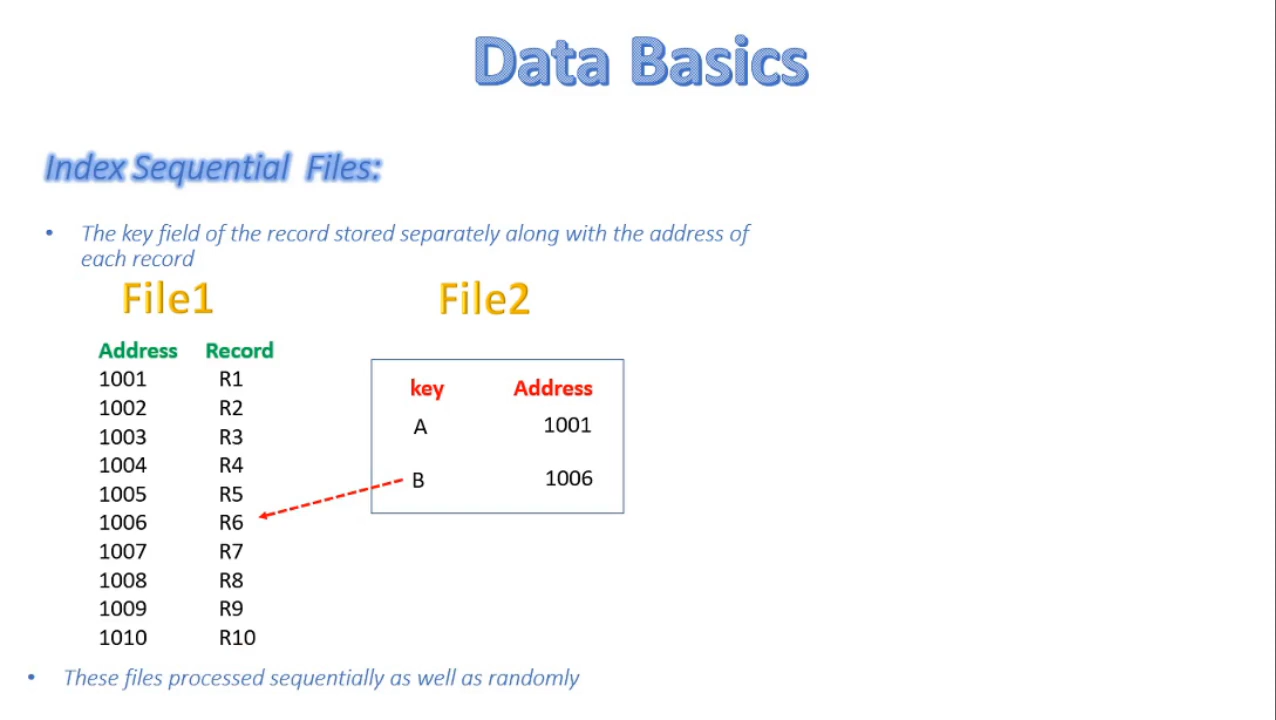 Data Basics
Index Sequential Files:
• The key field of the record stored separately along with the address of
each record
File1 File2
Address Record
1001 R1
1002 R2
1003 R3
1004 R4
1005 R5
1006 R6
1007 R7
1008 R8
1009 R9
1010 R10
key Address
A 1001
B 1006
• These files processed sequentially as well as randomly